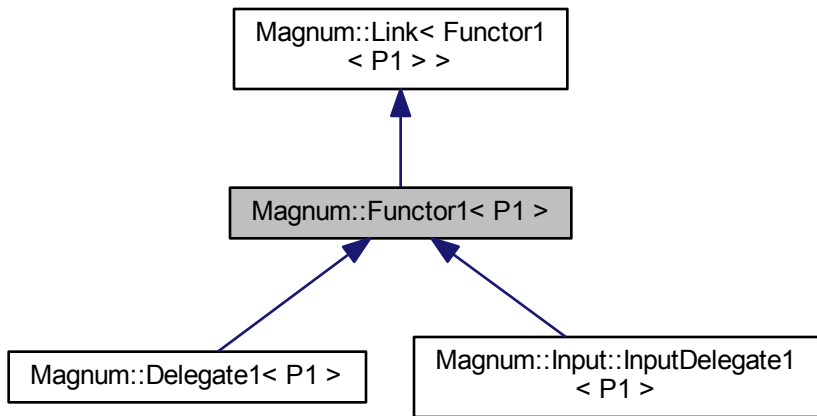 Magnum::Link< Functor1
< P1 > >
Magnum::Functor1< P1 >
Magnum::Delegate1< P1 >
Magnum::Input::InputDelegate1
< P1 >